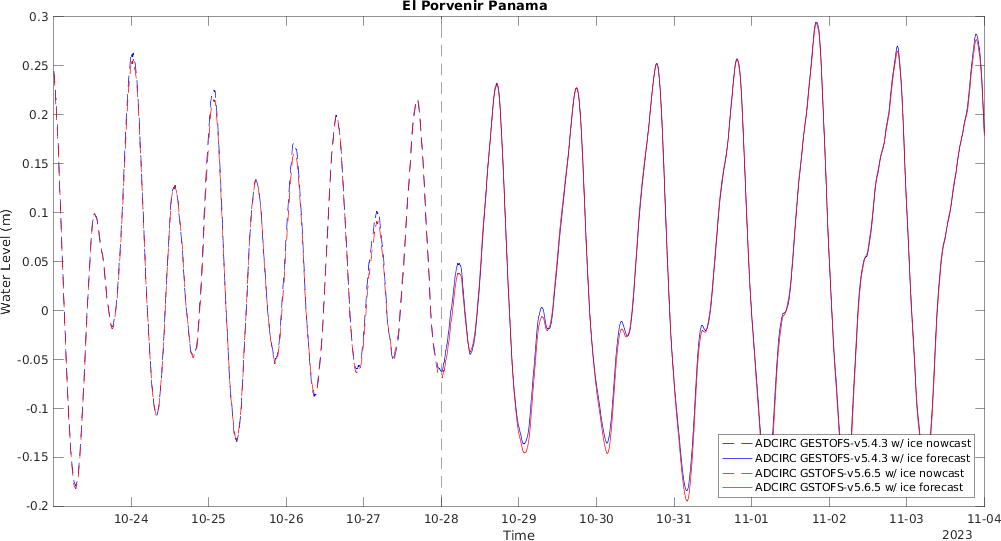 El Porvenir Panama
0.3
0.25
0.2
0.15
0.1
0.05
0
-0.05
-0.1
-0.15
-0.2
Water Level (m)
ADCIRC GESTOFS-v5.4.3 w/ ice nowcast
ADCIRC GESTOFS-v5.4.3 w/ ice forecast
ADCIRC GSTOFS-v5.6.5 w/ ice nowcast
ADCIRC GSTOFS-v5.6.5 w/ ice forecast
10-24 10-25 10-26 10-27 10-28 10-29 10-30 10-31 11-01 11-02 11-03 11-04
Time
2023